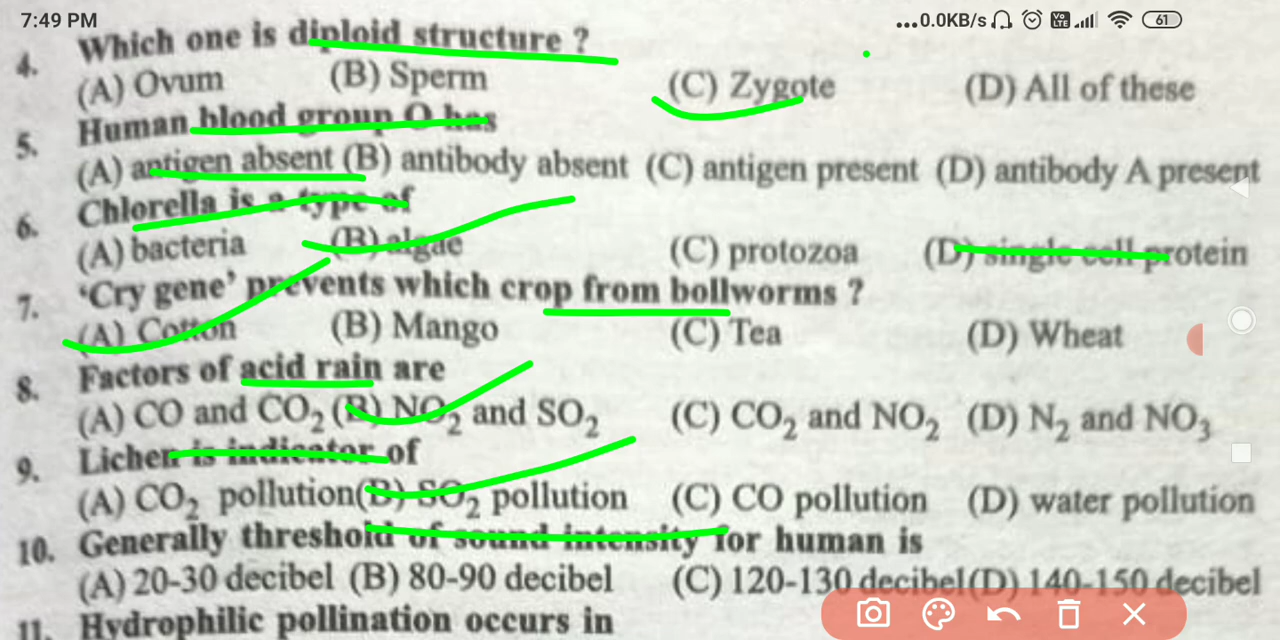 7:49 PM ...0.0KB/s Vo LTE 61
4. Which one is diploid structure ?
(A) Ovum (B) Sperm (C) Zygote (D) All of these
5. Human blood group O has
(A) antigen absent (B) antibody absent (C) antigen present (D) antibody A present
6. Chlorella is a type of
(A) bacteria (B) algae (C) protozoa (D) single cell protein
7. ‘Cry gene’ prevents which crop from bollworms ?
(A) Cotton (B) Mango (C) Tea (D) Wheat
8. Factors of acid rain are
(A) CO and CO₂ (B) NO₂ and SO₂ (C) CO₂ and NO₂ (D) N₂ and NO₃
9. Lichen is indicator of
(A) CO₂ pollution (B) SO₂ pollution (C) CO pollution (D) water pollution
10. Generally threshold of sound intensity for human is
(A) 20-30 decibel (B) 80-90 decibel (C) 120-130 decibel (D) 140-150 decibel
11. Hydrophilic pollination occurs in